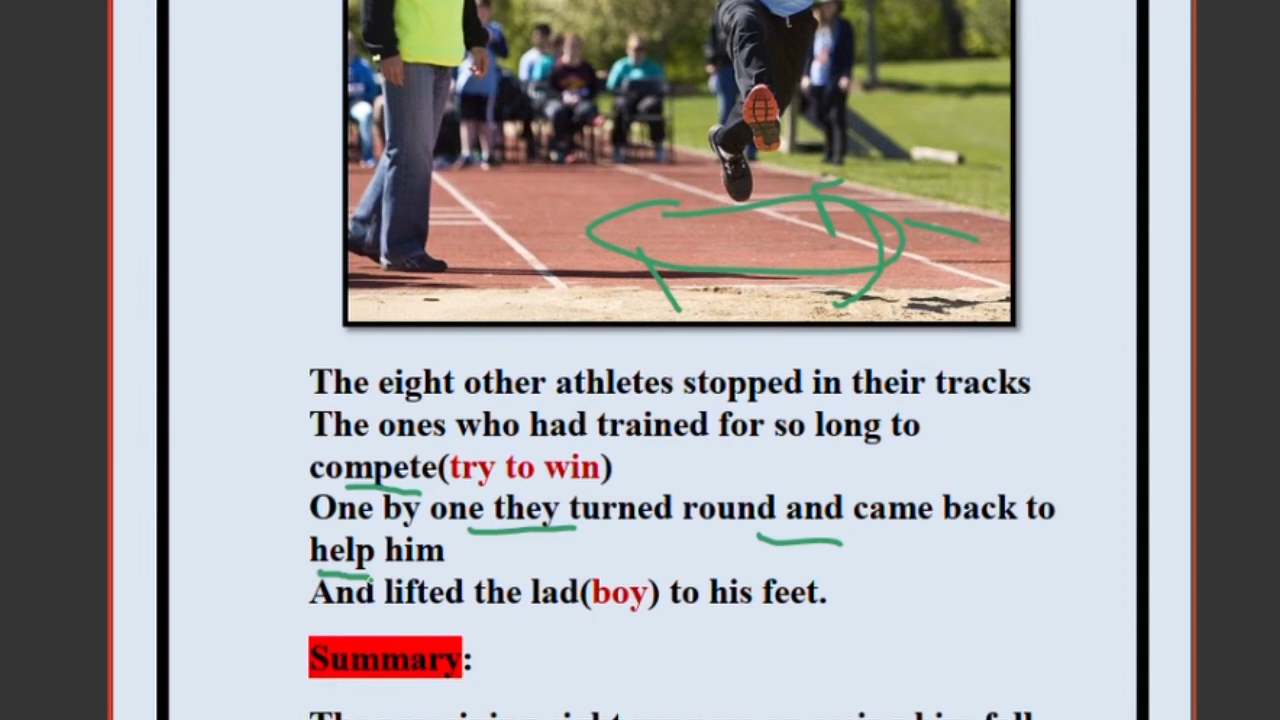 The eight other athletes stopped in their tracks
The ones who had trained for so long to
compete(try to win)
One by one they turned round and came back to
help him
And lifted the lad(boy) to his feet.
Summary: